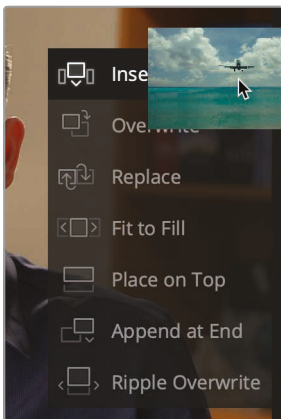 Inse
Overwrite
Replace
Fit to Fill
Place on Top
Append at End
Ripple Overwrite